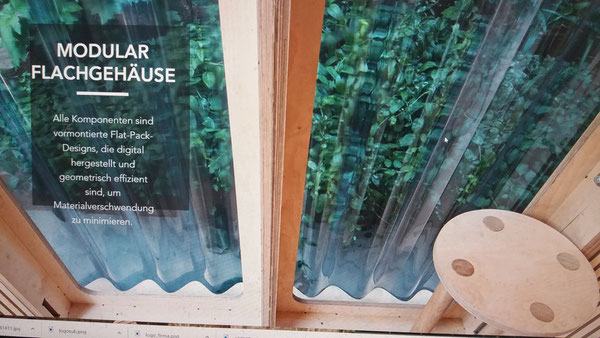 MODULAR
FLACHGEHÄUSE
Alle Komponenten sind
vormontierte Flat-Pack-
Designs, die digital
hergestellt und
geometrisch effizient
sind, um
Materialverschwendung
zu minimieren.